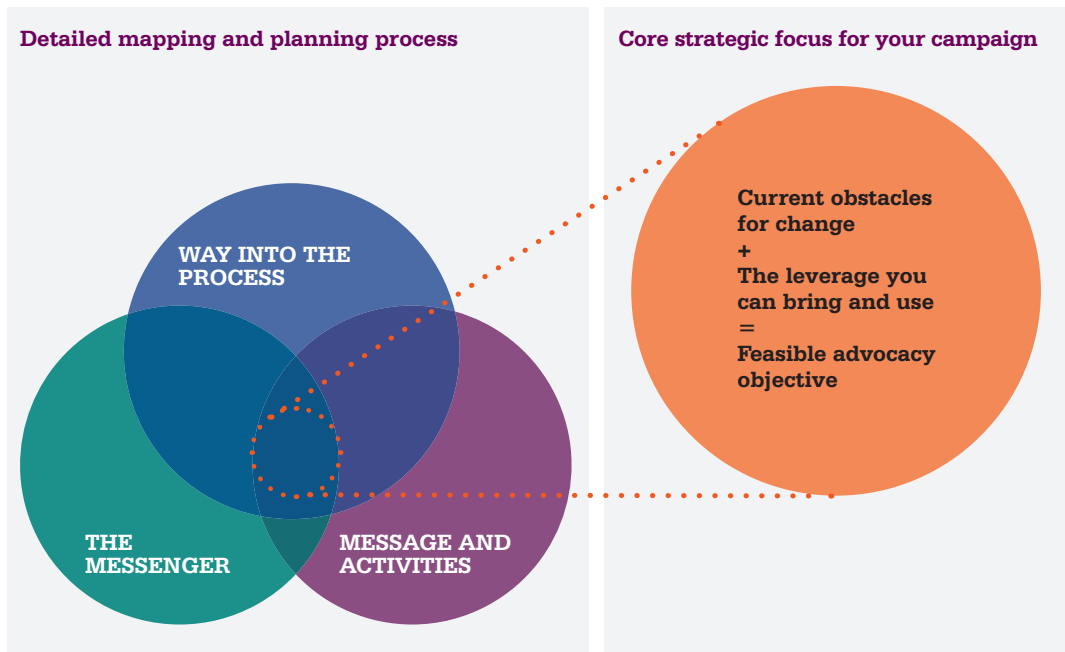 Detailed mapping and planning process
WAY INTO THE
PROCESS
THE
MESSENGER
MESSAGE AND
ACTIVITIES
Core strategic focus for your campaign
Current obstacles
for change
+
The leverage you
can bring and use
=
Feasible advocacy
objective